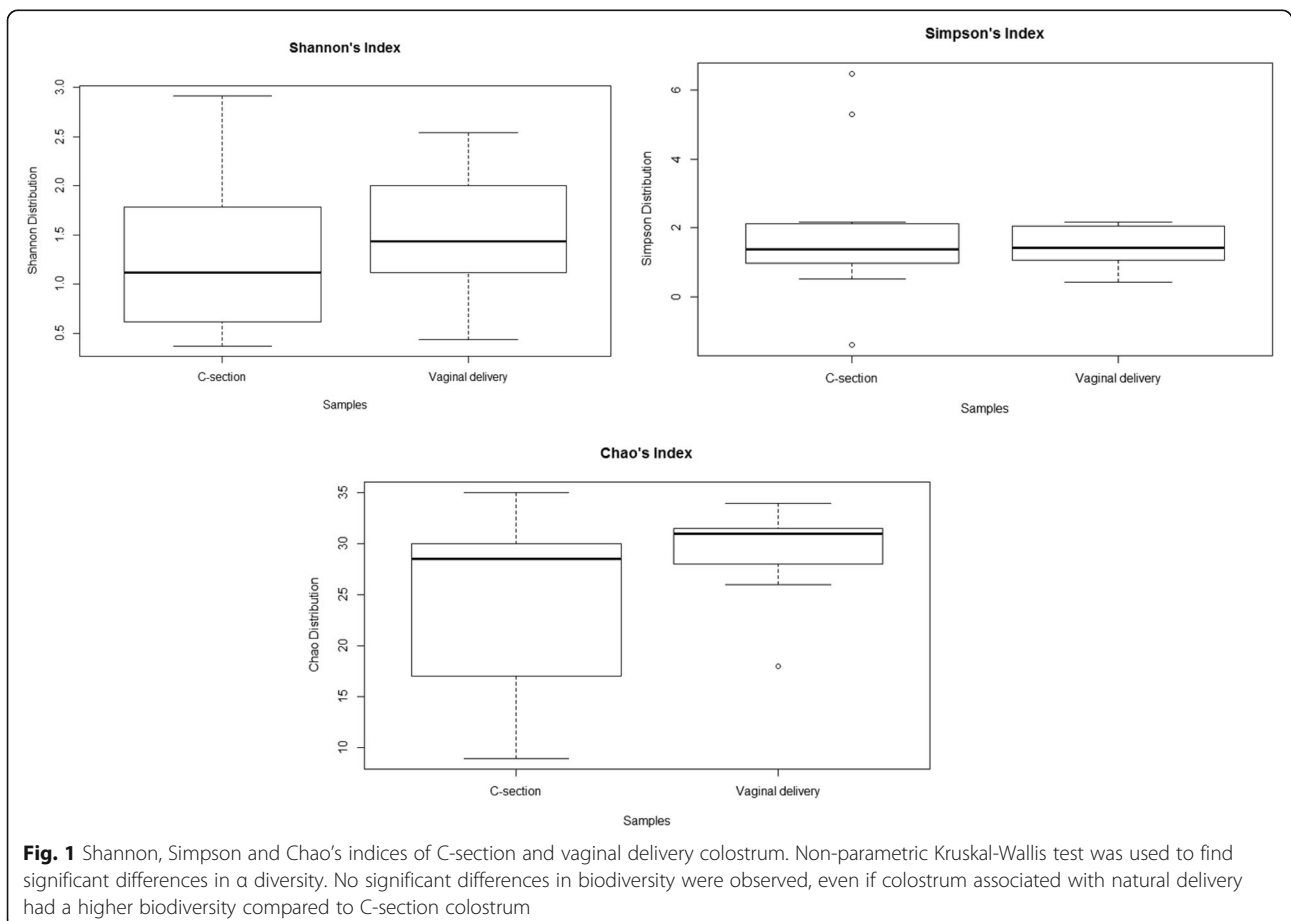 Shannon's Index
Shannon Distribution
3.0
2.5
2.0
1.5
1.0
0.5
C-section
Vaginal delivery
Samples
Simpson's Index
Simpson Distribution
6
4
2
0
C-section
Vaginal delivery
Samples
Chao's Index
Chao Distribution
35
30
25
20
15
10
C-section
Vaginal delivery
Samples
Fig. 1 Shannon, Simpson and Chao's indices of C-section and vaginal delivery colostrum. Non-parametric Kruskal-Wallis test was used to find
significant differences in α diversity. No significant differences in biodiversity were observed, even if colostrum associated with natural delivery
had a higher biodiversity compared to C-section colostrum